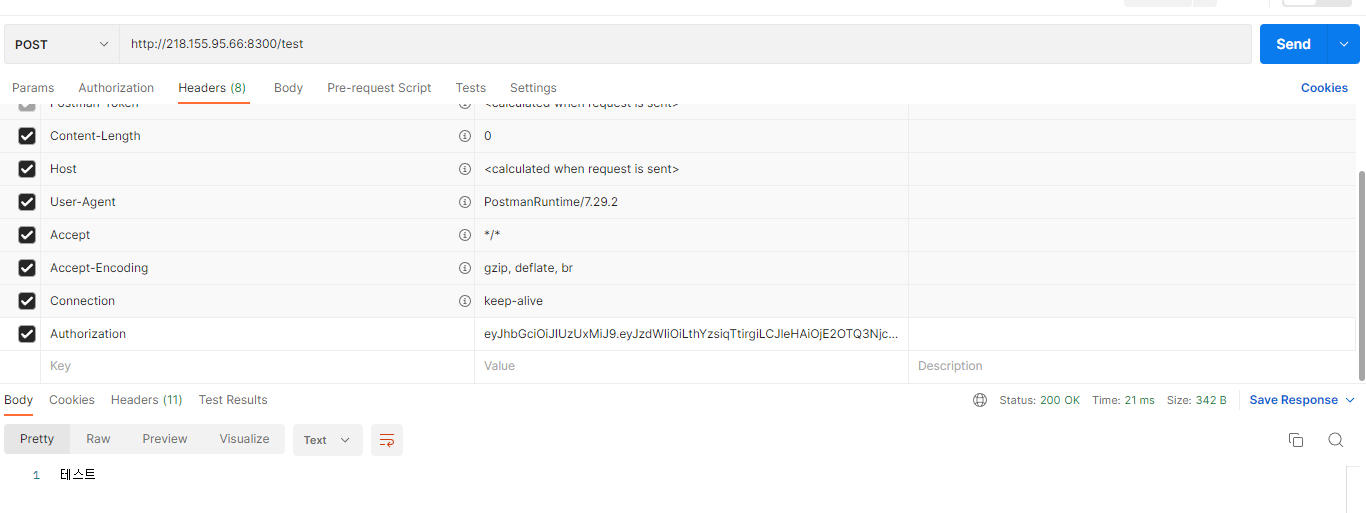 POST http://218.155.95.66:8300/test Send
Params Authorization Headers (8) Body Pre-request Script Tests Settings Cookies
Postman-Token <calculated when request is sent>
Content-Length 0
Host <calculated when request is sent>
User-Agent PostmanRuntime/7.29.2
Accept */*
Accept-Encoding gzip, deflate, br
Connection keep-alive
Authorization eyJhbGciOiJIUzUxMiJ9.eyJzdWIiOiLthYzsiqTtirgiLCJleHAiOjE2OTQ3Njc...
Key Value Description
Body Cookies Headers (11) Test Results Status: 200 OK Time: 21 ms Size: 342 B Save Response
Pretty Raw Preview Visualize Text
1 테스트